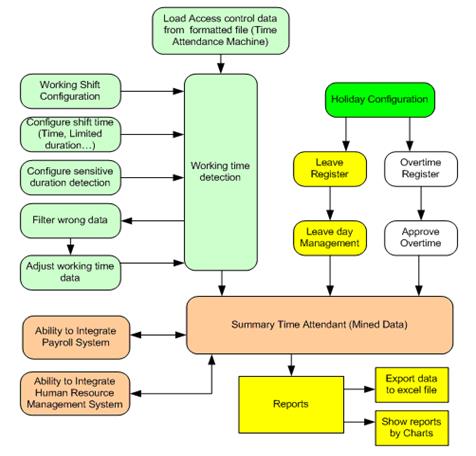 Load Access control data
from formatted file (Time
Attendance Machine)
Working Shift
Configuration
Configure shift time
(Time, Limited
duration...)
Configure sensitive
duration detection
Filter wrong data
Adjust working time
data
Working time
detection
Holiday Configuration
Leave
Register
Overtime
Register
Leave day
Management
Approve
Overtime
Summary Time Attendant (Mined Data)
Ability to Integrate
Payroll System
Ability to Integrate
Human Resource
Management System
Reports
Export data
to excel file
Show reports
by Charts